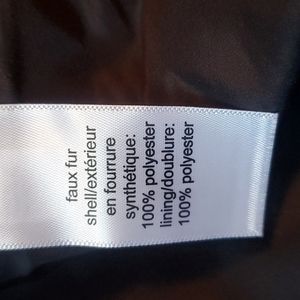 faux fur
shell/extérieur
en fourrure
synthétique:
100% polyester
lining/doublure:
100% polyester